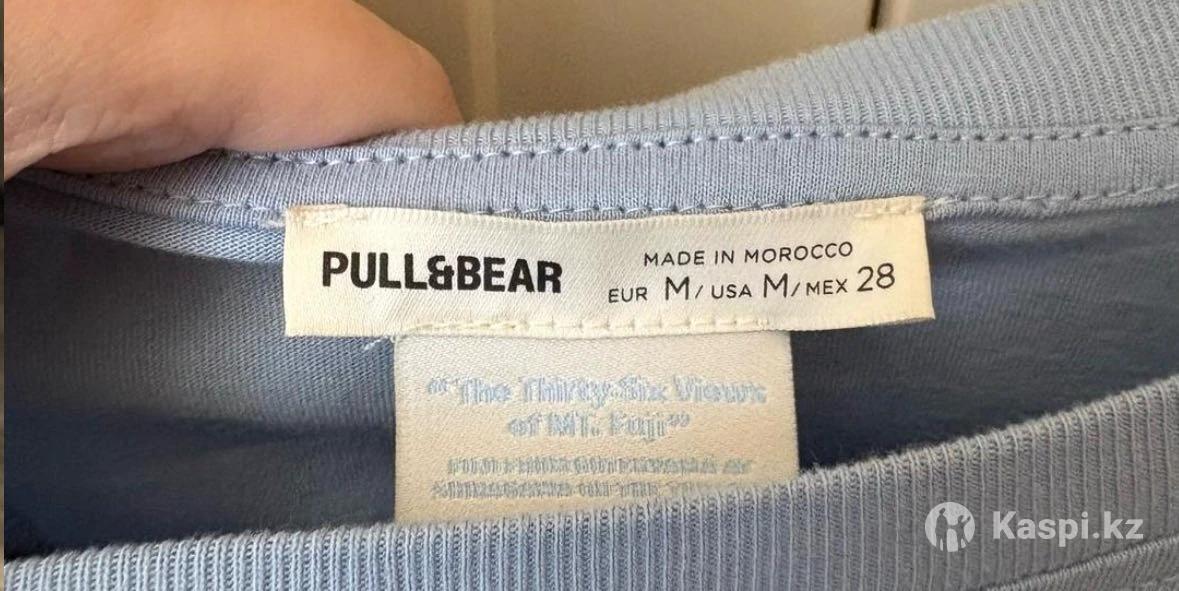 PULL&BEAR
MADE IN MOROCCO
EUR M/ USA M/ MEX 28
"The Thirty-Six Views
of MT. Fuji"
Kaspi.kz